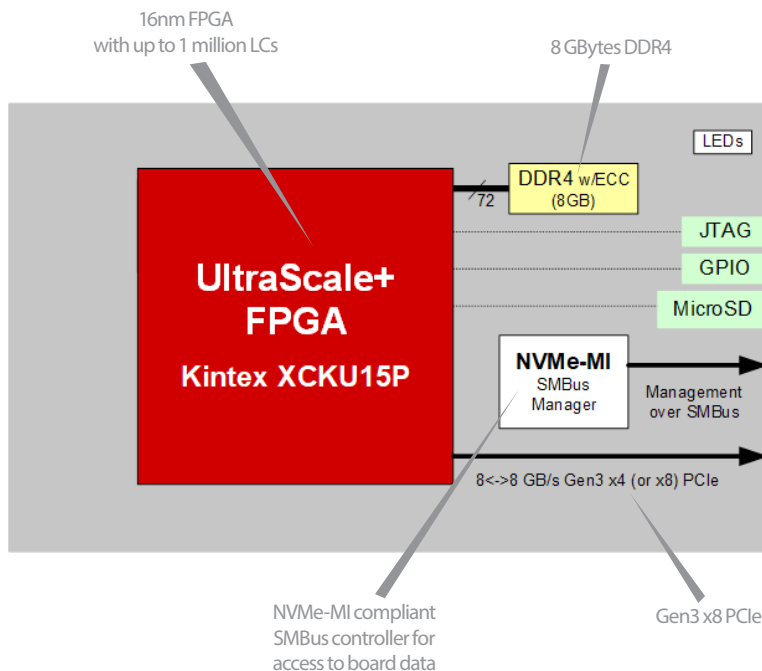 16nm FPGA
with up to 1 million LCs
8 GBytes DDR4
LEDs
DDR4 w/ECC
(8GB)
72
JTAG
GPIO
MicroSD
UltraScale+
FPGA
Kintex XCKU15P
NVMe-MI
SMBus
Manager
Management
over SMBus
8<->8 GB/s Gen3 x4 (or x8) PCIe
NVMe-MI compliant
SMBus controller for
access to board data
Gen3 x8 PCIe